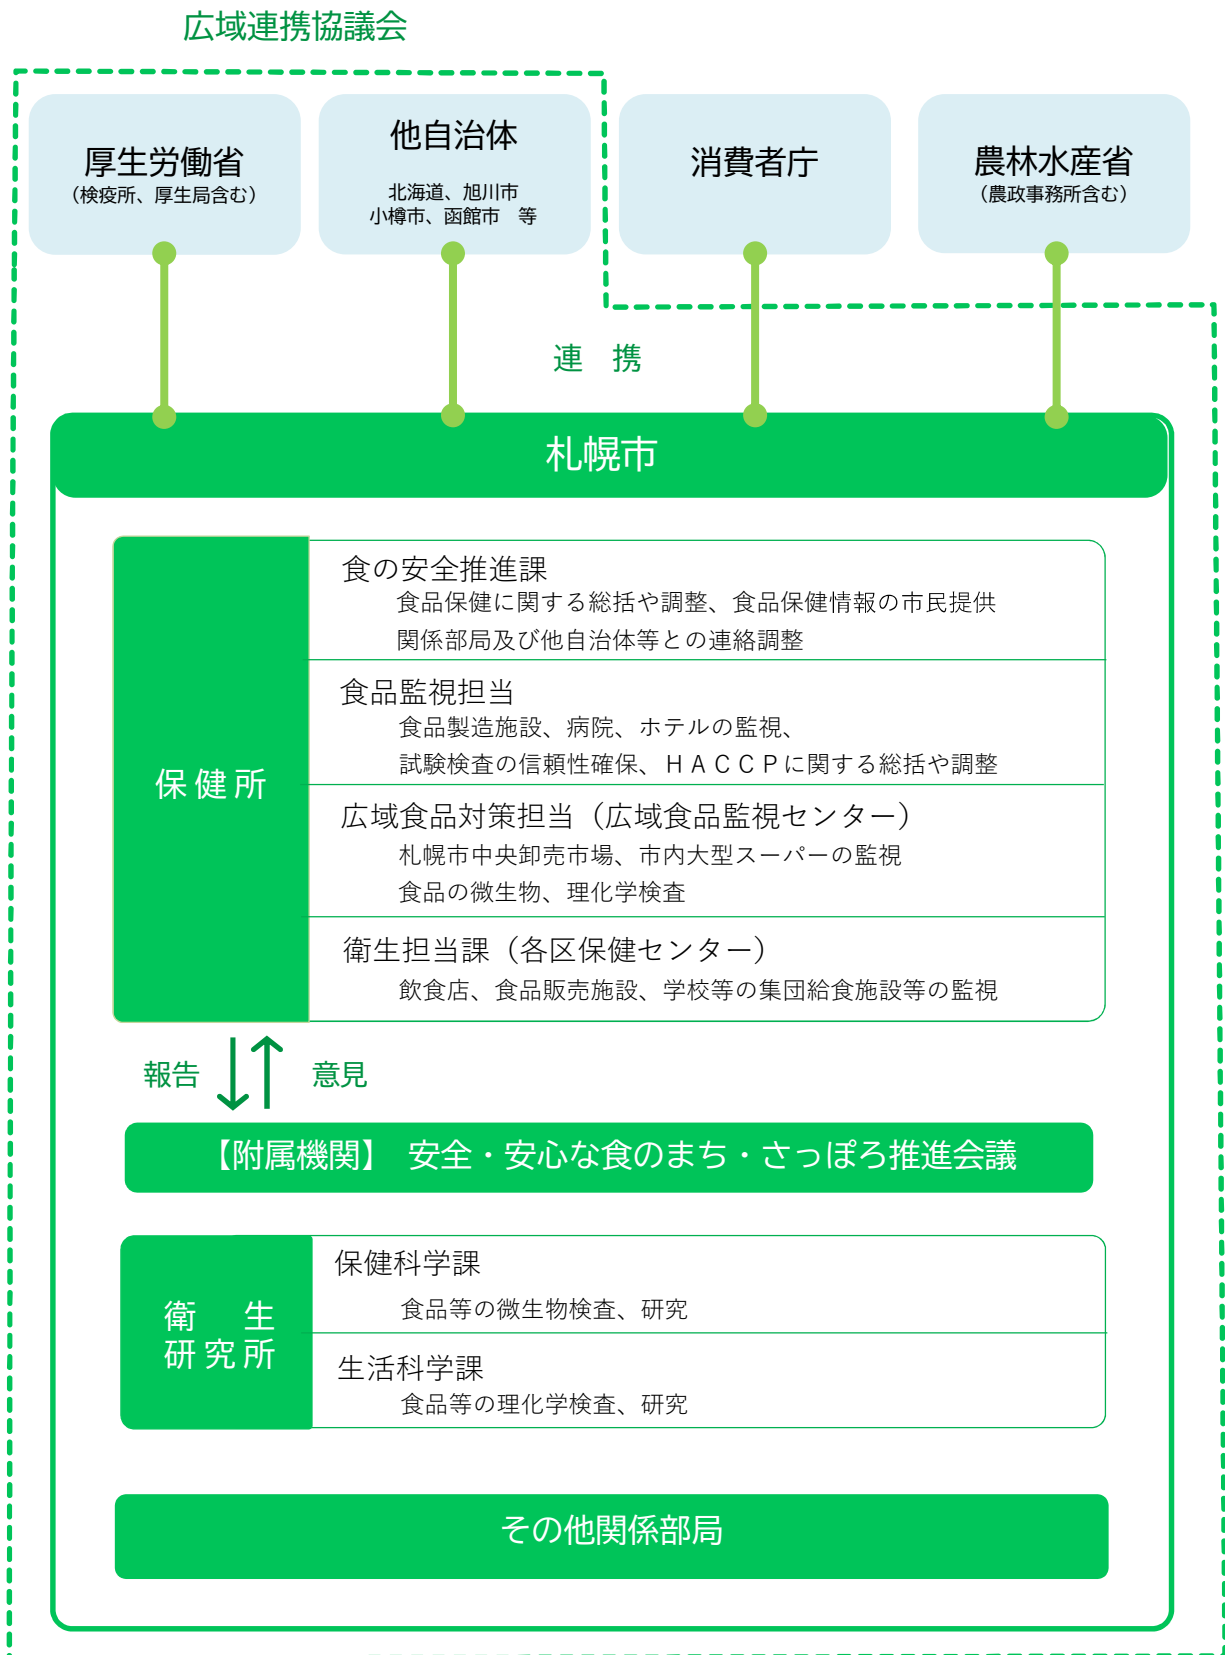 広域連携協議会
厚生労働省
（検疫所、厚生局含む）
他自治体
北海道、旭川市
小樽市、函館市　等
消費者庁
農林水産省
（農政事務所含む）
連　携
札幌市
保健所
食の安全推進課
食品保健に関する総括や調整、食品保健情報の市民提供
関係部局及び他自治体等との連絡調整
食品監視担当
食品製造施設、病院、ホテルの監視、
試験検査の信頼性確保、ＨＡＣＣＰに関する総括や調整
広域食品対策担当（広域食品監視センター）
札幌市中央卸売市場、市内大型スーパーの監視
食品の微生物、理化学検査
衛生担当課（各区保健センター）
飲食店、食品販売施設、学校等の集団給食施設等の監視
報告
意見
【附属機関】　安全・安心な食のまち・さっぽろ推進会議
衛　生
研究所
保健科学課
食品等の微生物検査、研究
生活科学課
食品等の理化学検査、研究
その他関係部局